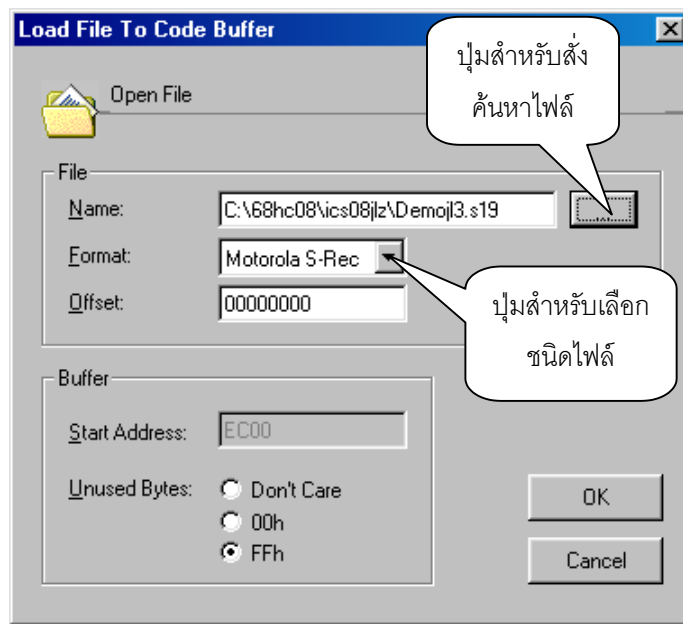 Load File To Code Buffer
ปุ่มสำหรับสั่ง
ค้นหาไฟล์
Open File
File
Name:
C:\68hc08\ics08jlz\Demojl3.s19
...
Format:
Motorola S-Rec
Offset:
00000000
ปุ่มสำหรับเลือก
ชนิดไฟล์
Buffer
Start Address:
EC00
Unused Bytes:
Don't Care
00h
FFh
OK
Cancel